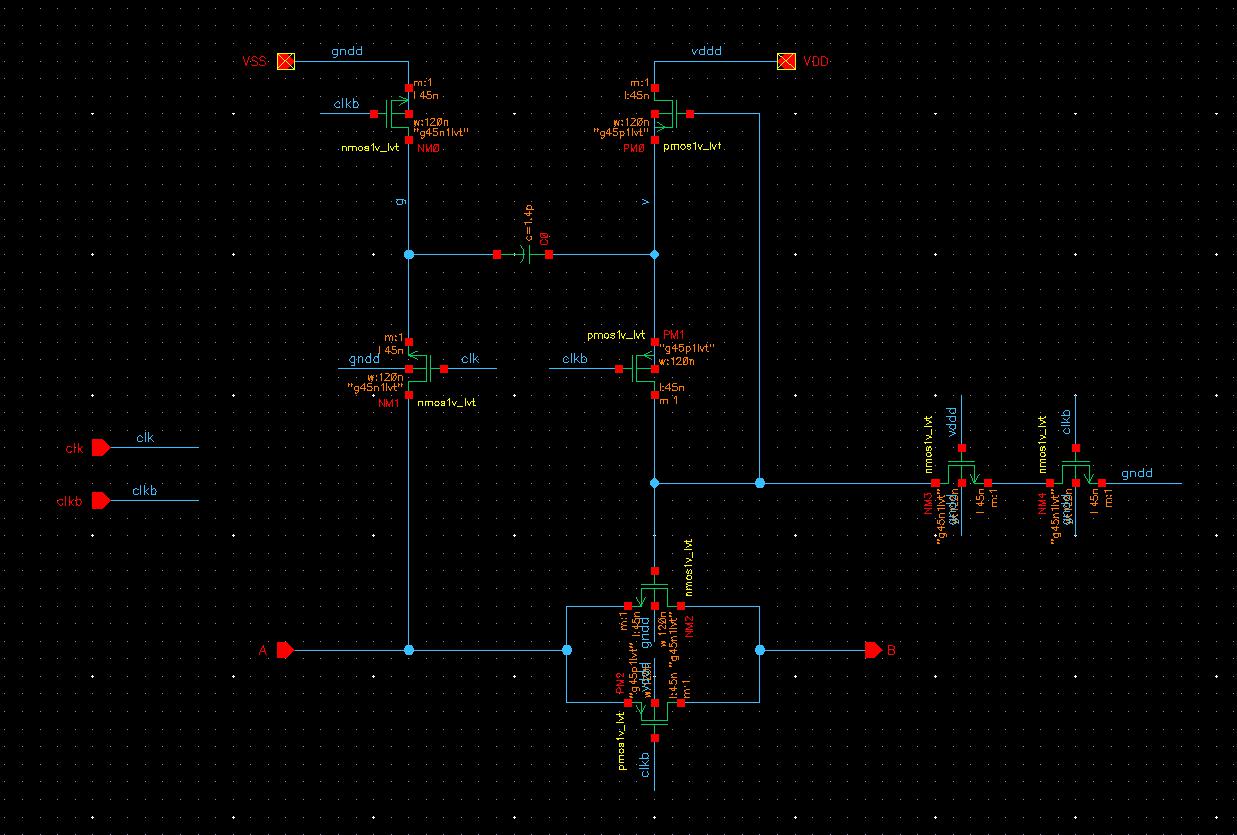 VSS
gndd
vddd
VDD
m:1
l 45n
clkb
w:120n
"g45n1lvt"
nmos1v_lvt
NM0
m:1
l:45n
w:120n
"g45p1lvt"
PM0
pmos1v_lvt
g
v
c=1.4p
C0
m:1
l 45n
gndd
clk
w:120n
"g45n1lvt"
NM1
nmos1v_lvt
pmos1v_lvt
PM1
"g45p1lvt"
clkb
w:120n
l:45n
m 1
clk
clk
clkb
clkb
nmos1v_lvt
vddd
NM3
"g45n1lvt"
gndd
l 45n
m:1
nmos1v_lvt
clkb
NM4
"g45n1lvt"
gndd
l 45n
m:1
gndd
nmos1v_lvt
m:1
l:45n
gndd
w 120n
"g45n1lvt"
NM2
A
B
PM2
"g45p1lvt"
vddd
l:45n
m:1
pmos1v_lvt
clkb